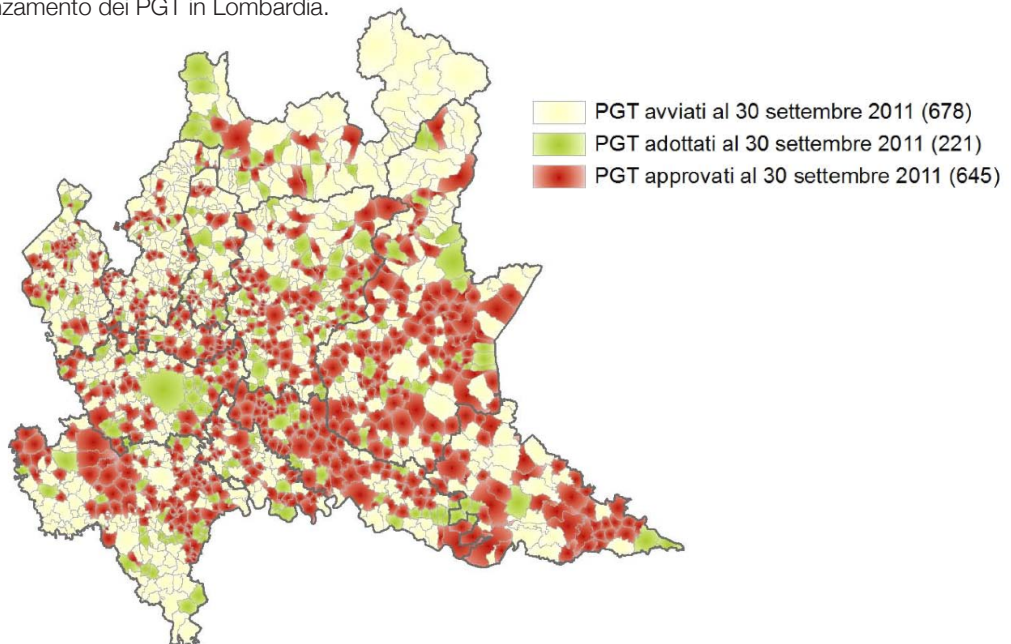 dei PGT in Lombardia.
PGT avviati al 30 settembre 2011 (678)
PGT adottati al 30 settembre 2011 (221)
PGT approvati al 30 settembre 2011 (645)